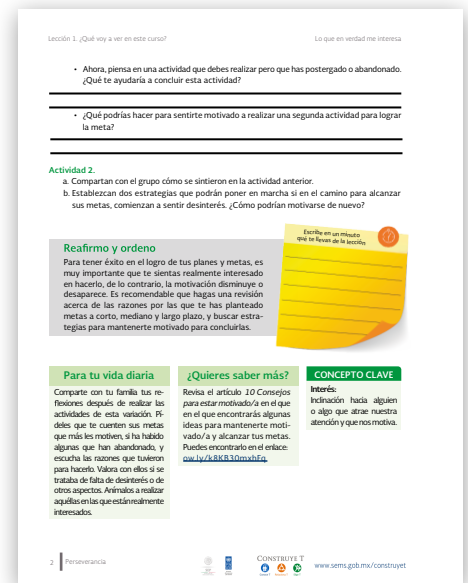 Lección 1. ¿Qué voy a ver en este curso?
Lo que en verdad me interesa
• Ahora, piensa en una actividad que debes realizar pero que has postergado o abandonado.
¿Qué te ayudaría a concluir esta actividad?
• ¿Qué podrías hacer para sentirte motivado a realizar una segunda actividad para lograr
la meta?
Actividad 2.
a. Compartan con el grupo cómo se sintieron en la actividad anterior.
b. Establezcan dos estrategias que podrán poner en marcha si en el camino para alcanzar
sus metas, comienzan a sentir desinterés. ¿Cómo podrían motivarse de nuevo?
Escribe en un minuto
qué te llevas de la lección
Reafirmo y ordeno
Para tener éxito en el logro de tus planes y metas, es
muy importante que te sientas realmente interesado
en hacerlo, de lo contrario, la motivación disminuye o
desaparece. Es recomendable que hagas una revisión
acerca de las razones por las que te has planteado
metas a corto, mediano y largo plazo, y buscar estra-
tegias para mantenerte motivado para concluirlas.
Para tu vida diaria
Comparte con tu familia tus re-
flexiones después de realizar las
actividades de esta variación. Pí-
deles que te cuenten sus metas
que más les motiven, si ha habido
algunas que han abandonado, y
escucha las razones que tuvieron
para hacerlo. Valora con ellos si se
trataba de falta de desinterés o de
otros aspectos. Anímalos a realizar
aquéllas en las que están realmente
interesados.
¿Quieres saber más?
Revisa el artículo 10 Consejos
para estar motivado/a en el que
en el que encontrarás algunas
ideas para mantenerte moti-
vado/a y alcanzar tus metas.
Puedes encontrarlo en el enlace:
ow.ly/k8KB30mxhFq
CONCEPTO CLAVE
Interés:
Inclinación hacia alguien
o algo que atrae nuestra
atención y que nos motiva.
2 Perseverancia
CONSTRUYE T
www.sems.gob.mx/construyet